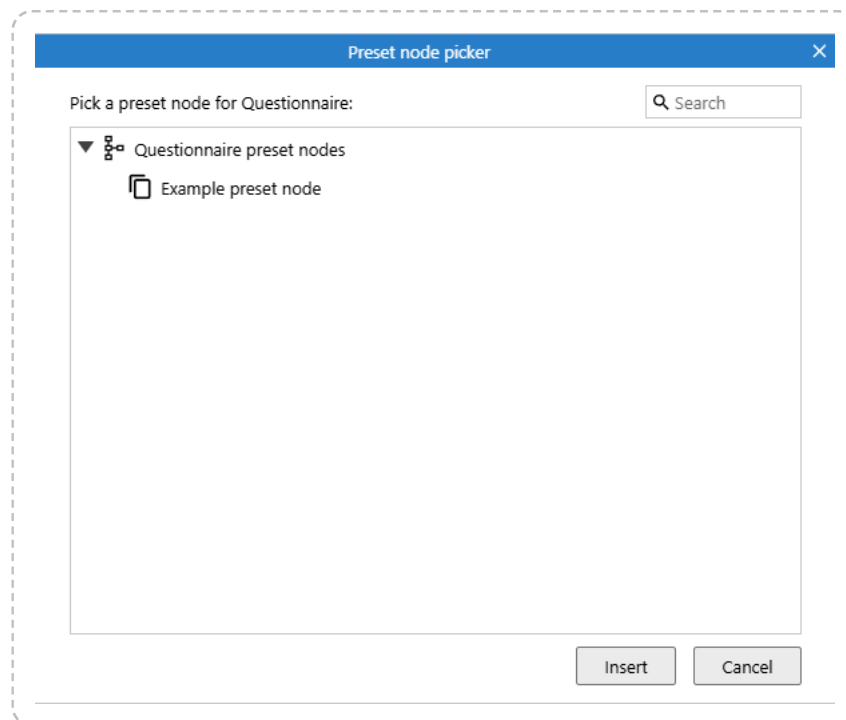 Preset node picker
Pick a preset node for Questionnaire:
Search
Questionnaire preset nodes
Example preset node
Insert
Cancel